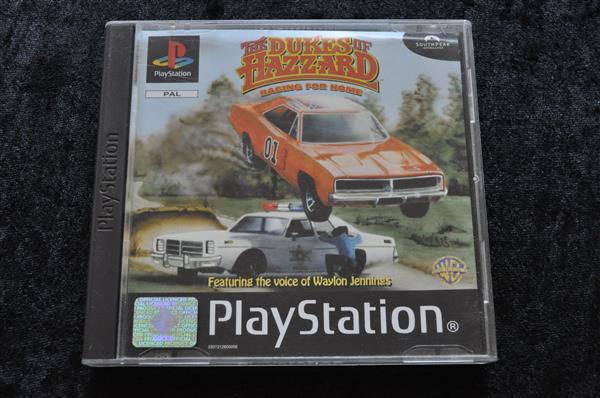 PlayStation
PAL
THE DUKES OF
HAZZARD
RACING FOR HOME
SOUTHPEAK
INTERACTIVE
01
PlayStation
Featuring the voice of Waylon Jennings
PlayStation®